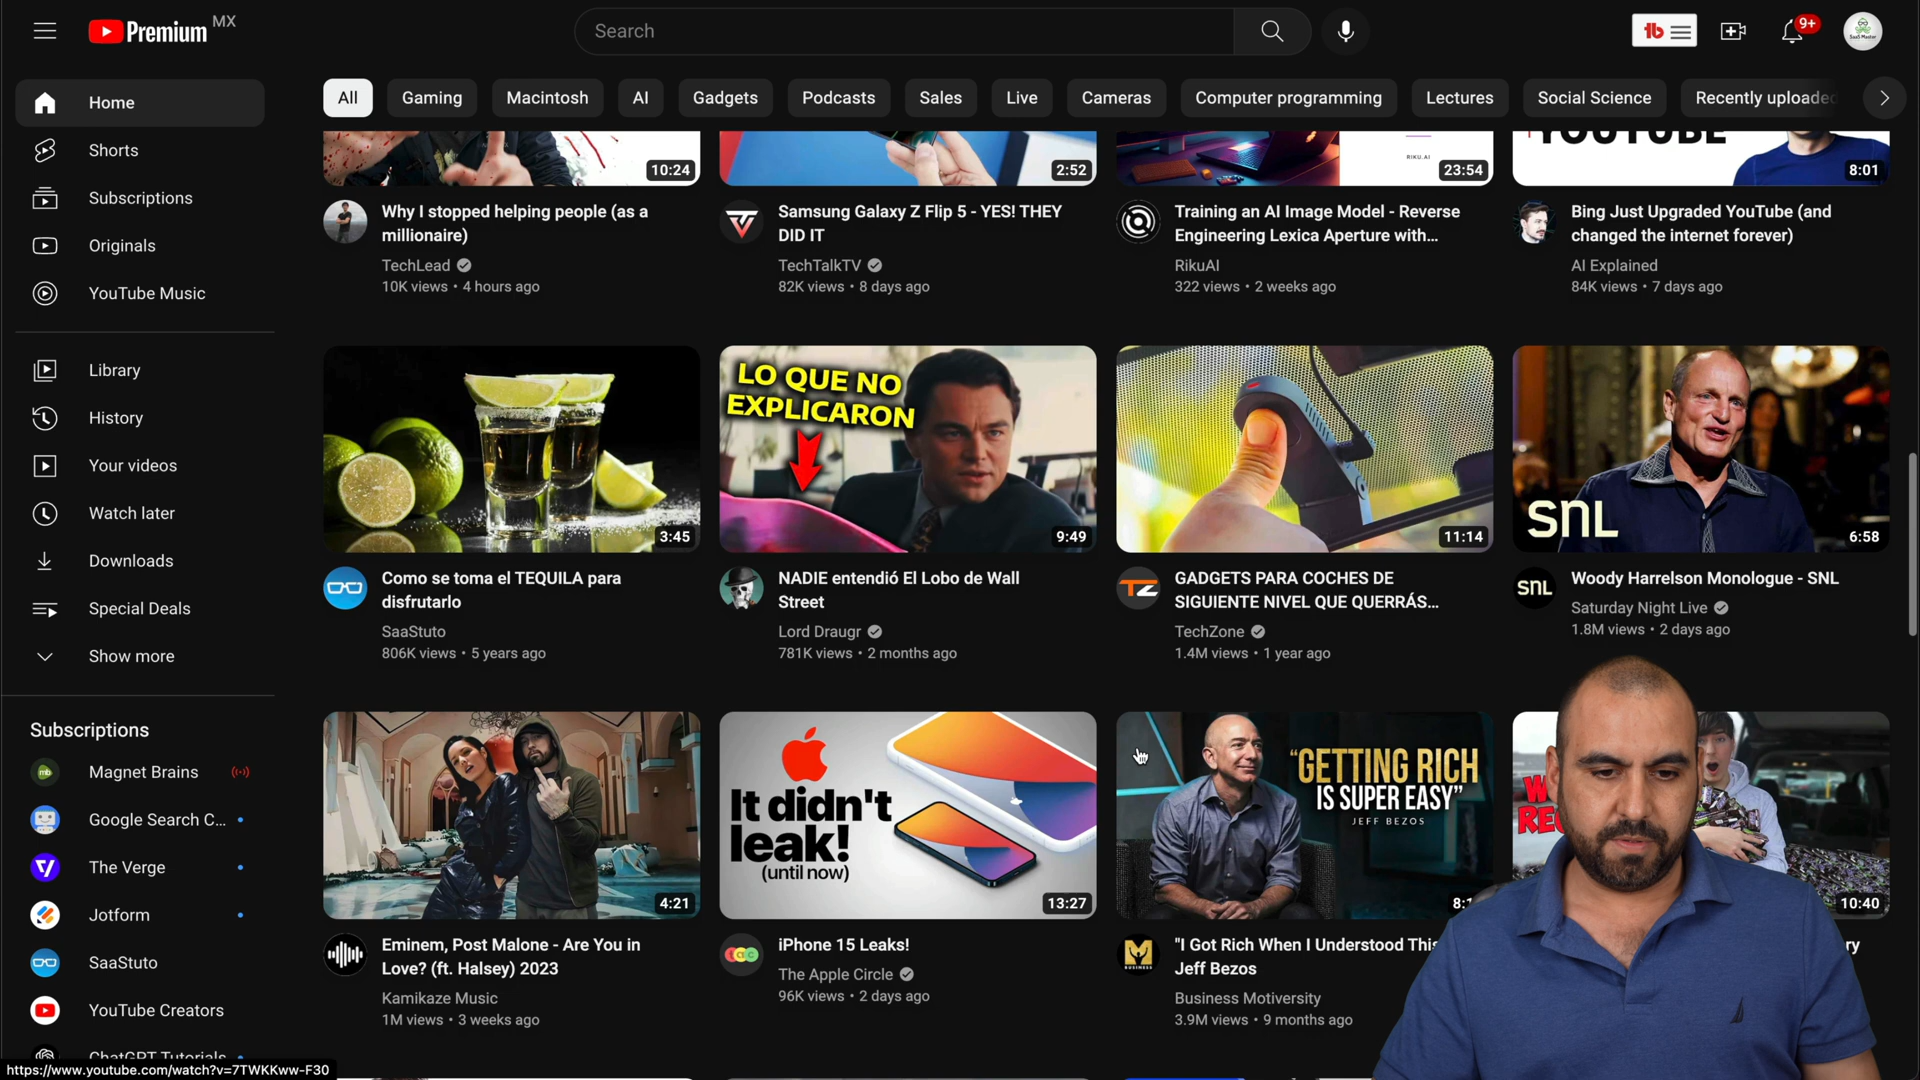 Premium MX
Search
9+
Home
Shorts
Subscriptions
Originals
YouTube Music
Library
History
Your videos
Watch later
Downloads
Special Deals
Show more
Subscriptions
Magnet Brains
Google Search C...
The Verge
Jotform
SaaStuto
YouTube Creators
ChatGPT Tutorials
https://www.youtube.com/watch?v=7TWKKww-F30
All
Gaming
Macintosh
AI
Gadgets
Podcasts
Sales
Live
Cameras
Computer programming
Lectures
Social Science
Recently uploaded
10:24
Why I stopped helping people (as a
millionaire)
TechLead
10K views • 4 hours ago
2:52
Samsung Galaxy Z Flip 5 - YES! THEY
DID IT
TechTalkTV
82K views • 8 days ago
RIKU.AI
23:54
Training an AI Image Model - Reverse
Engineering Lexica Aperture with...
RikuAI
322 views • 2 weeks ago
YOUTUBE
8:01
Bing Just Upgraded YouTube (and
changed the internet forever)
AI Explained
84K views • 7 days ago
3:45
Como se toma el TEQUILA para
disfrutarlo
SaaStuto
806K views • 5 years ago
LO QUE NO
EXPLICARON
9:49
NADIE entendió El Lobo de Wall
Street
Lord Draugr
781K views • 2 months ago
11:14
TZ
GADGETS PARA COCHES DE
SIGUIENTE NIVEL QUE QUERRÁS...
TechZone
1.4M views • 1 year ago
SNL
6:58
SNL
Woody Harrelson Monologue - SNL
Saturday Night Live
1.8M views • 2 days ago
4:21
Eminem, Post Malone - Are You in
Love? (ft. Halsey) 2023
Kamikaze Music
1M views • 3 weeks ago
It didn't
leak!
(until now)
13:27
tac
iPhone 15 Leaks!
The Apple Circle
96K views • 2 days ago
“GETTING RICH
IS SUPER EASY”
JEFF BEZOS
8:1
"I Got Rich When I Understood This
Jeff Bezos
Business Motiversity
3.9M views • 9 months ago
10:40
ry